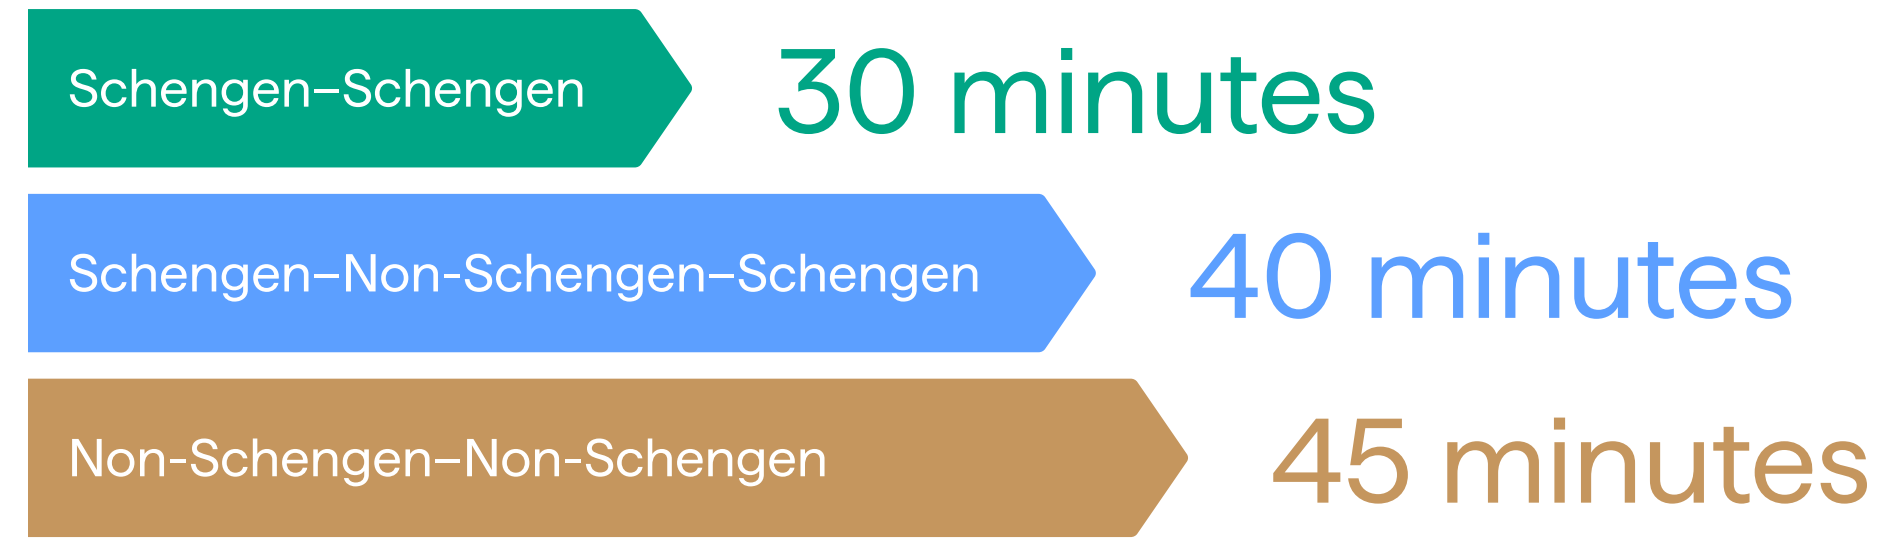 Schengen–Schengen 30 minutes
Schengen–Non-Schengen–Schengen 40 minutes
Non-Schengen–Non-Schengen 45 minutes